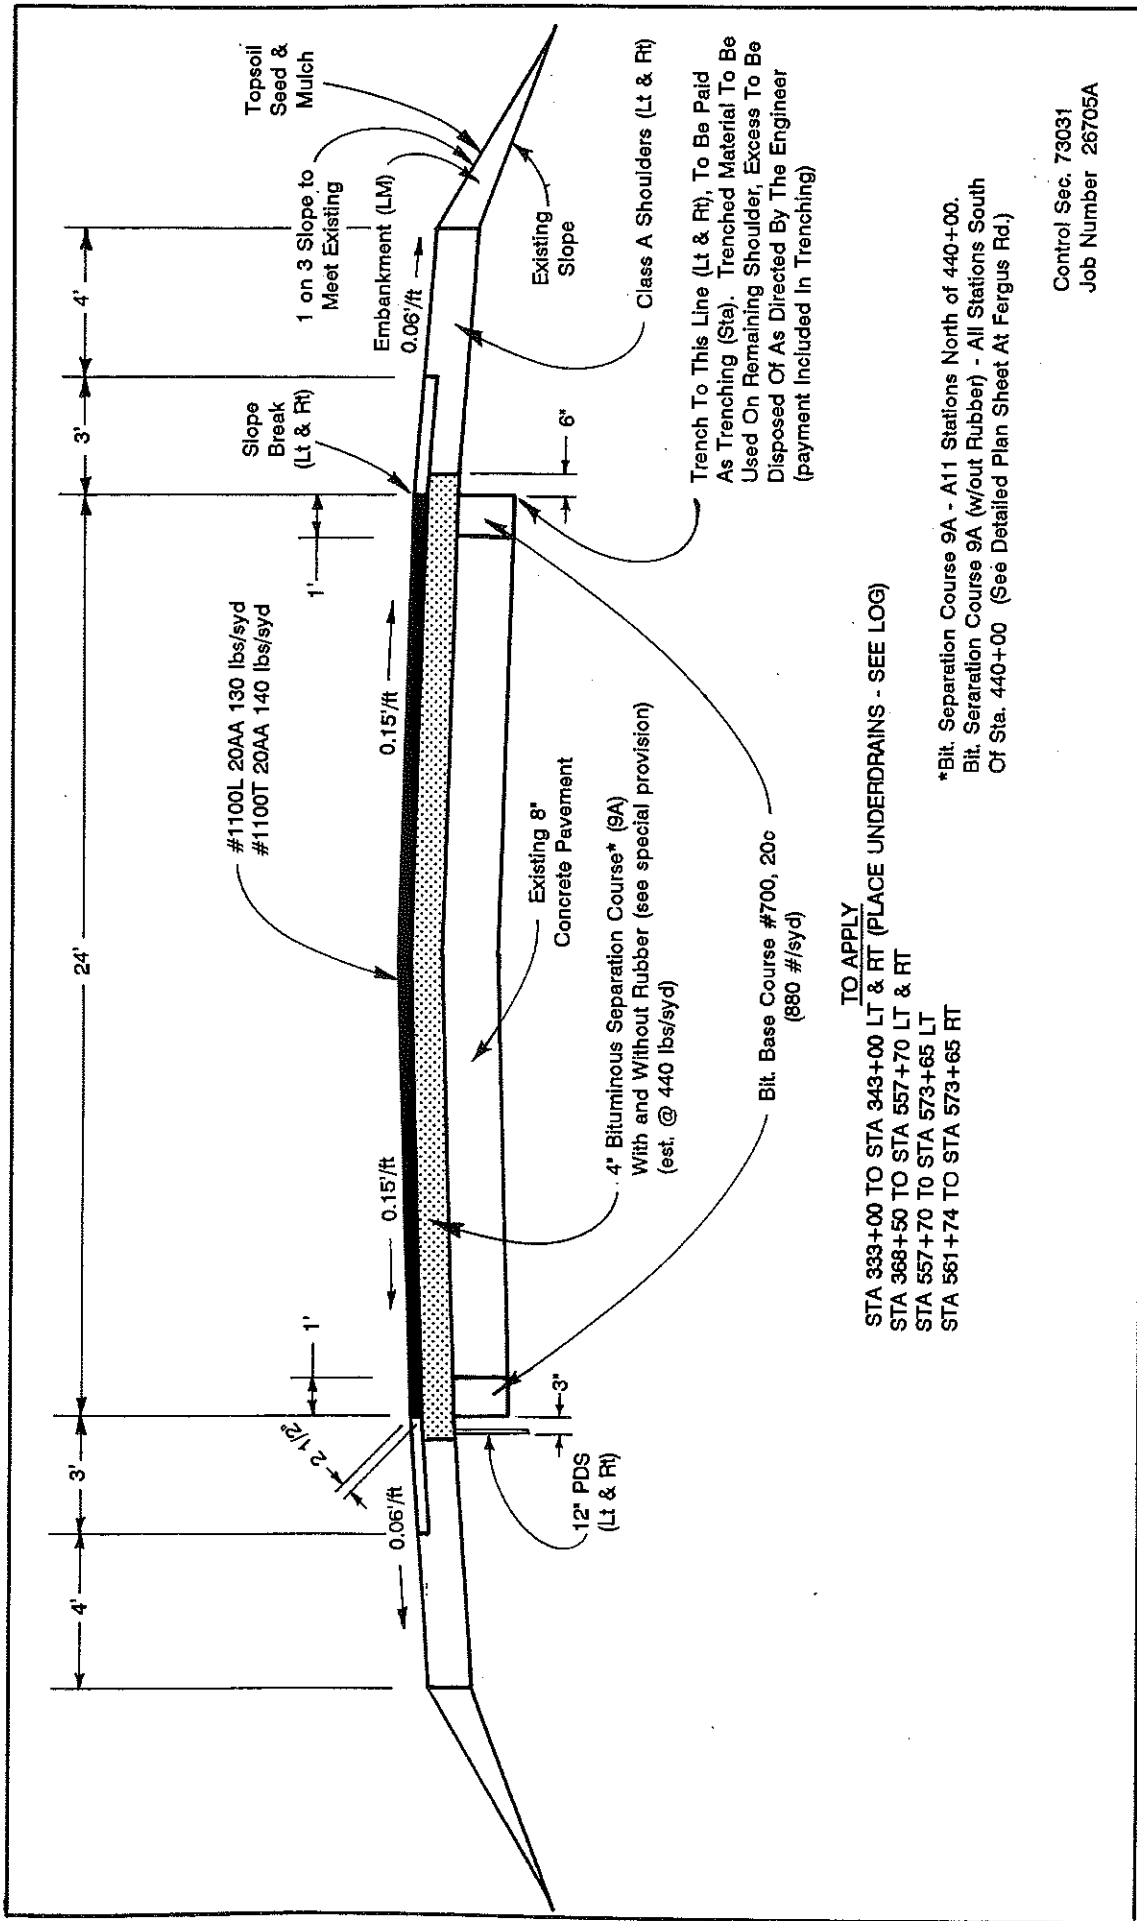 4'
3'
24'
3'
4'
2 1/2"
1'
1'
0.06'/ft
0.15'/ft
0.15'/ft
0.06'/ft
#1100L 20AA 130 lbs/syd
#1100T 20AA 140 lbs/syd
Slope
Break
(Lt & Rt)
1 on 3 Slope to
Meet Existing
Topsoil
Seed &
Mulch
Embankment (LM)
Existing
Slope
12" PDS
(Lt & Rt)
3"
6"
4" Bituminous Separation Course* (9A)
With and Without Rubber (see special provision)
(est. @ 440 lbs/syd)
Existing 8"
Concrete Pavement
Class A Shoulders (Lt & Rt)
Trench To This Line (Lt & Rt), To Be Paid
As Trenching (Sta). Trenched Material To Be
Used On Remaining Shoulder, Excess To Be
Disposed Of As Directed By The Engineer
(payment Included In Trenching)
Bit. Base Course #700, 20c
(880 #/syd)
TO APPLY
STA 333+00 TO STA 343+00 LT & RT (PLACE UNDERDRAINS - SEE LOG)
STA 368+50 TO STA 557+70 LT & RT
STA 557+70 TO STA 573+65 LT
STA 561+74 TO STA 573+65 RT
*Bit. Separation Course 9A - A11 Stations North of 440+00.
Bit. Seraration Course 9A (w/out Rubber) - All Stations South
Of Sta. 440+00 (See Detailed Plan Sheet At Fergus Rd.)
Control Sec. 73031
Job Number 26705A